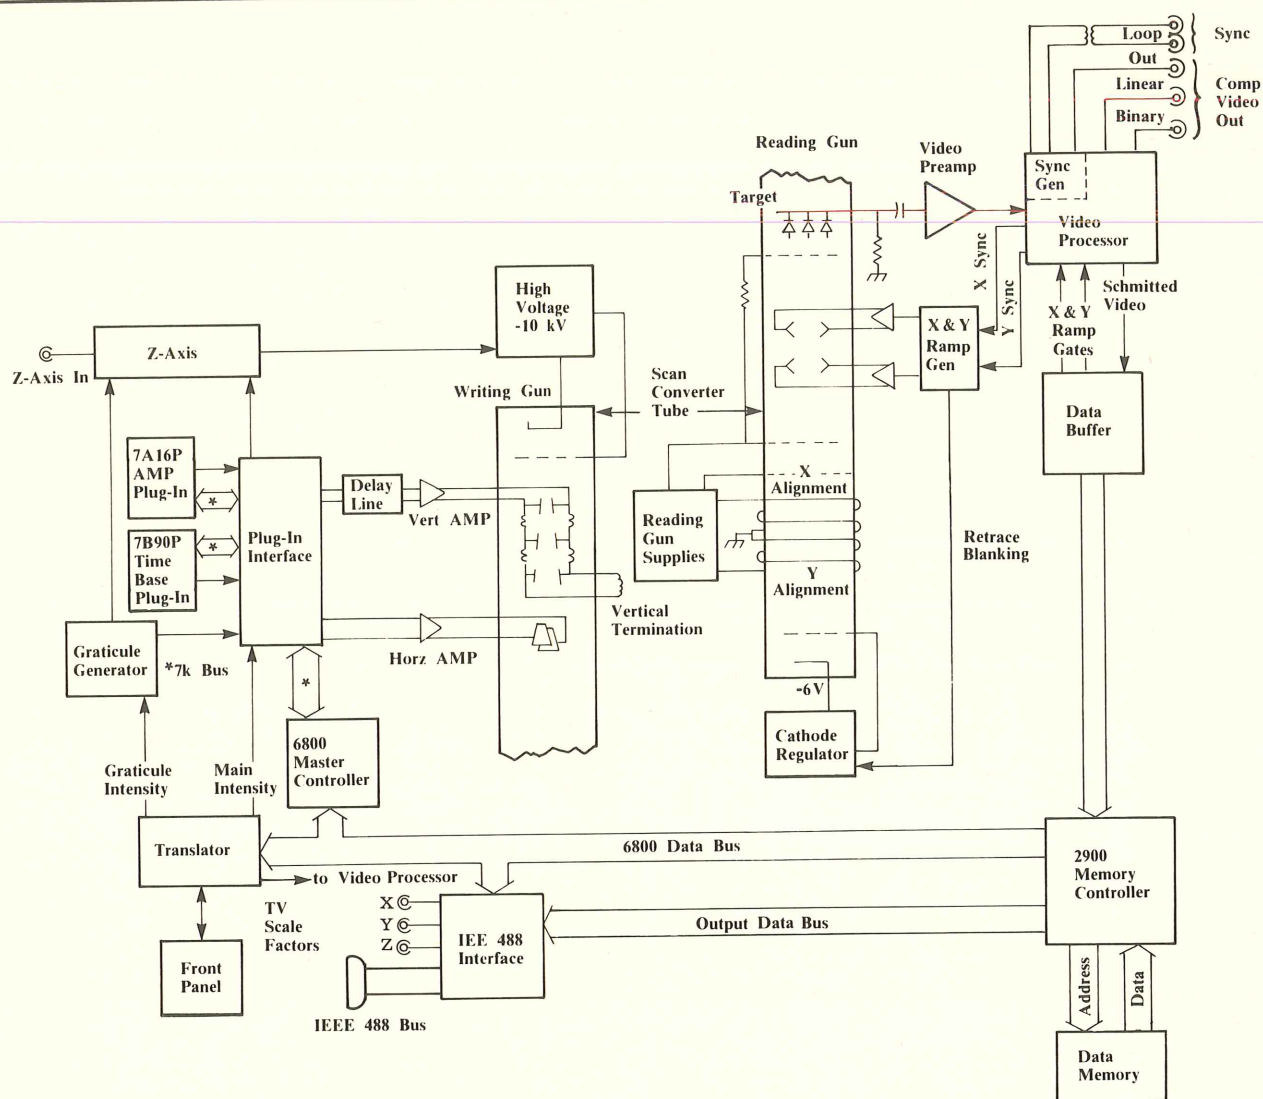 Loop
Sync
Out
Linear
Comp
Video
Out
Binary
Reading Gun
Video
Preamp
Sync
Gen
Target
Video
Processor
X Sync
Y Sync
Schmitted
Video
X & Y
Ramp
Gates
High
Voltage
-10 kV
X & Y
Ramp
Gen
Z-Axis
Z-Axis In
Writing Gun
Scan
Converter
Tube
Data
Buffer
7A16P
AMP
Plug-In
*
Delay
Line
Vert AMP
X
Alignment
Reading
Gun
Supplies
Retrace
Blanking
7B90P
Time
Base
Plug-In
*
Plug-In
Interface
Y
Alignment
Vertical
Termination
Graticule
Generator
*7k Bus
Horz AMP
*
-6 V
Cathode
Regulator
6800
Master
Controller
Graticule
Intensity
Main
Intensity
Translator
6800 Data Bus
2900
Memory
Controller
to Video Processor
TV
Scale
Factors
X
Y
Z
IEE 488
Interface
Output Data Bus
Front
Panel
IEEE 488 Bus
Address
Data
Data
Memory